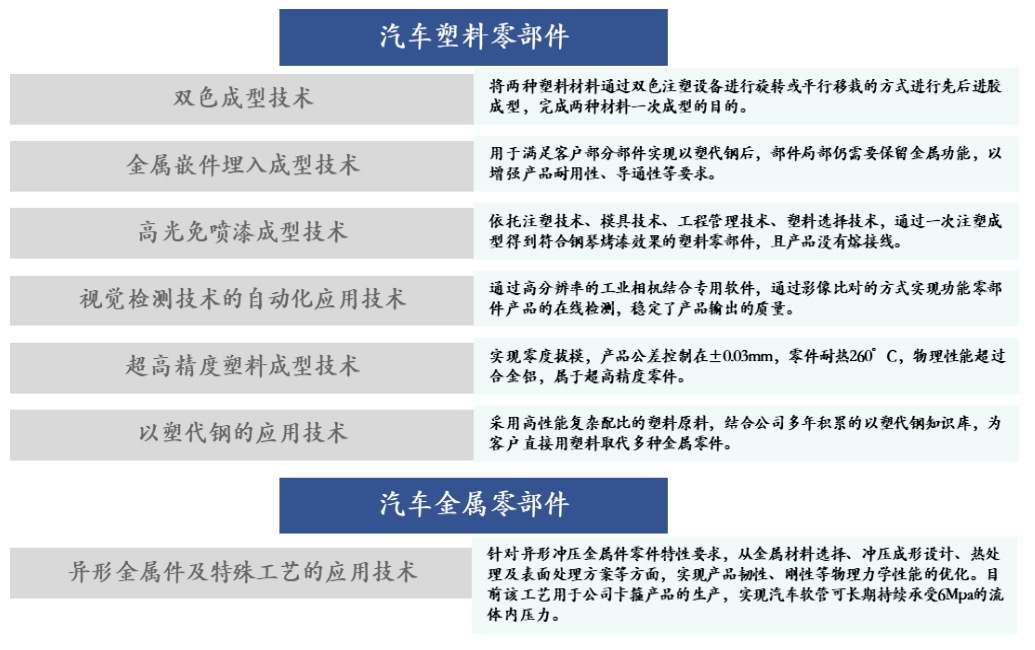 汽车塑料零部件
双色成型技术
将两种塑料材料通过双色注塑设备进行旋转或平行移栽的方式进行先后进胶
成型，完成两种材料一次成型的目的。
金属嵌件埋入成型技术
用于满足客户部分部件实现以塑代钢后，部件局部仍需要保留金属功能，以
增强产品耐用性、导通性等要求。
高光免喷漆成型技术
依托注塑技术、模具技术、工程管理技术、塑料选择技术，通过一次注塑成
型得到符合钢琴烤漆效果的塑料零部件，且产品没有熔接线。
视觉检测技术的自动化应用技术
通过高分辨率的工业相机结合专用软件，通过影像比对的方式实现功能零部
件产品的在线检测，稳定了产品输出的质量。
超高精度塑料成型技术
实现零度拔模，产品公差控制在±0.03mm，零件耐热260°C，物理性能超过
合金铝，属于超高精度零件。
以塑代钢的应用技术
采用高性能复杂配比的塑料原料，结合公司多年积累的以塑代钢知识库，为
客户直接用塑料取代多种金属零件。
汽车金属零部件
异形金属件及特殊工艺的应用技术
针对异形冲压金属件零件特性要求，从金属材料选择、冲压成形设计、热处
理及表面处理方案等方面，实现产品韧性、刚性等物理力学性能的优化。目
前该工艺用于公司卡箍产品的生产，实现汽车软管可长期持续承受6Mpa的流
体内压力。